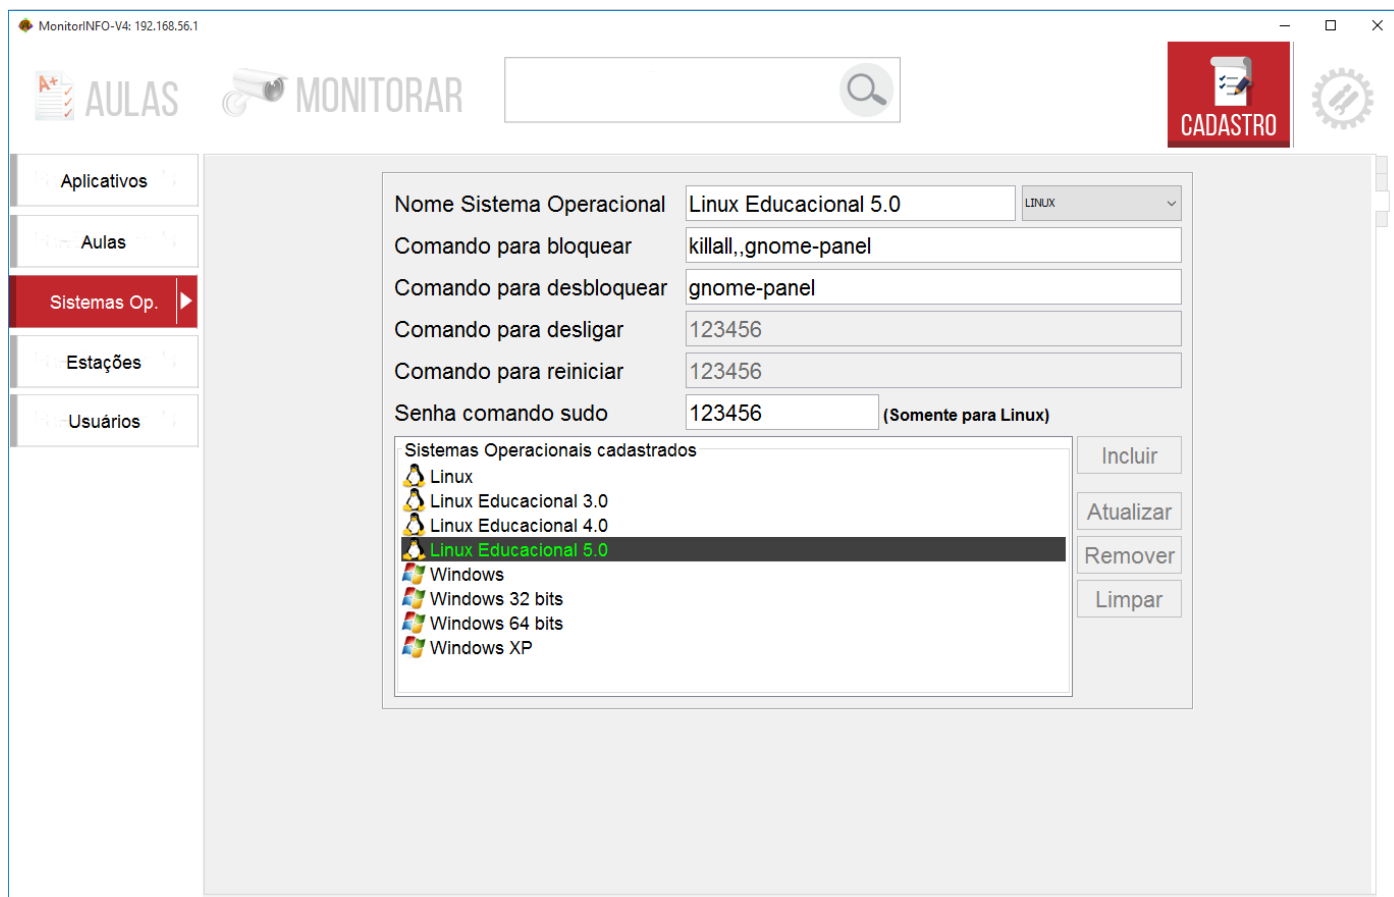 MonitorINFO-V4: 192.168.56.1
A+ AULAS MONITORAR
CADASTRO
Aplicativos
Aulas
Sistemas Op.
Estações
Usuários
Nome Sistema Operacional Linux Educacional 5.0 LINUX
Comando para bloquear killall,,gnome-panel
Comando para desbloquear gnome-panel
Comando para desligar 123456
Comando para reiniciar 123456
Senha comando sudo 123456 (Somente para Linux)
Sistemas Operacionais cadastrados
Linux
Linux Educacional 3.0
Linux Educacional 4.0
Linux Educacional 5.0
Windows
Windows 32 bits
Windows 64 bits
Windows XP
Incluir
Atualizar
Remover
Limpar